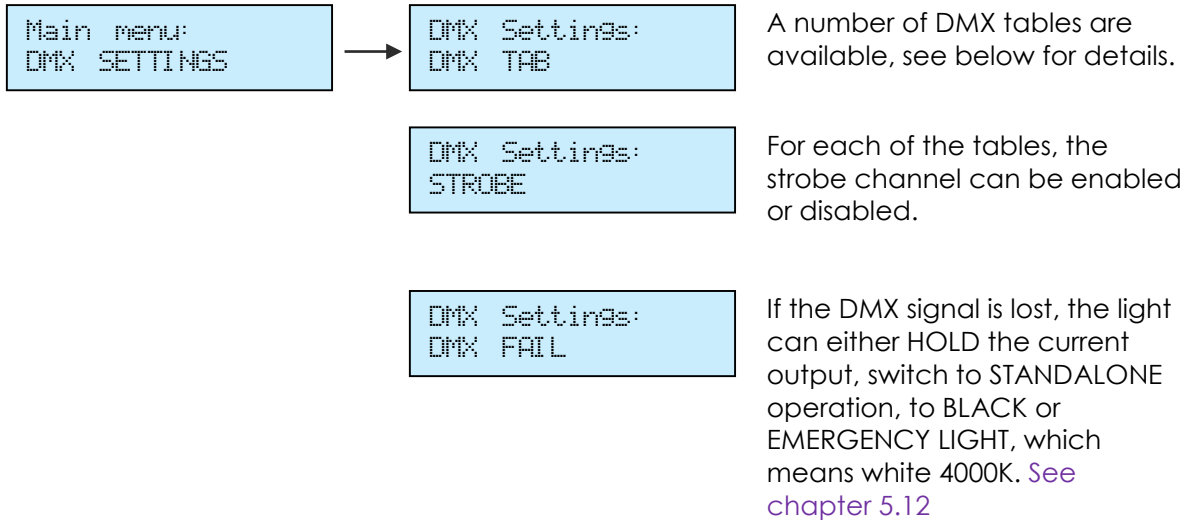 Main menu:
DMX SETTINGS
DMX Settings:
DMX TAB
A number of DMX tables are
available, see below for details.
DMX Settings:
STROBE
For each of the tables, the
strobe channel can be enabled
or disabled.
DMX Settings:
DMX FAIL
If the DMX signal is lost, the light
can either HOLD the current
output, switch to STANDALONE
operation, to BLACK or
EMERGENCY LIGHT, which
means white 4000K. See
chapter 5.12